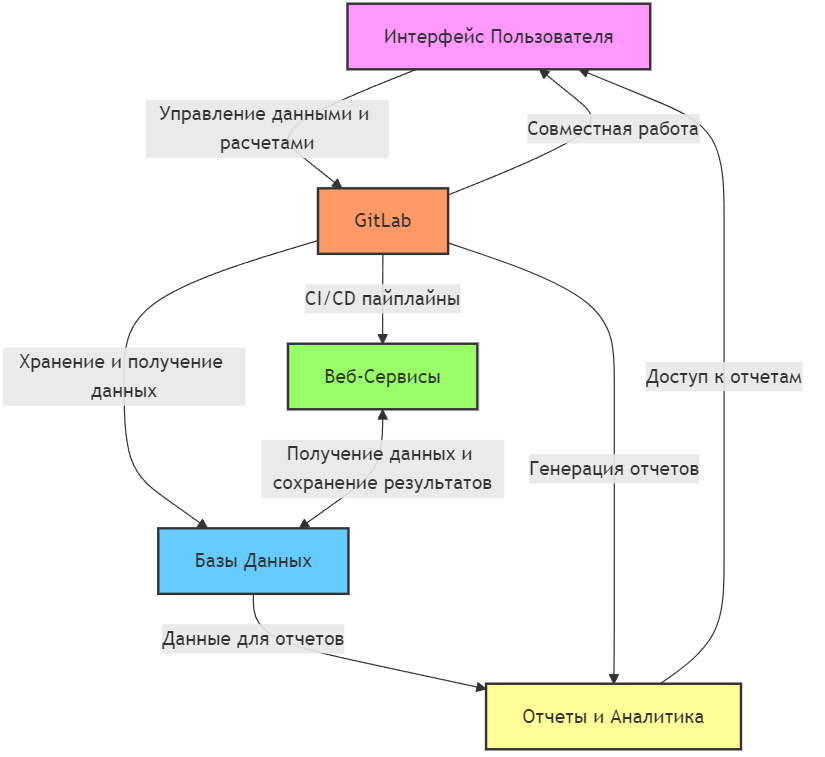 Интерфейс Пользователя
Управление данными и
расчетами
Совместная работа
GitLab
CI/CD пайплайны
Хранение и получение
данных
Веб-Сервисы
Доступ к отчетам
Получение данных и
сохранение результатов
Генерация отчетов
Базы Данных
Данные для отчетов
Отчеты и Аналитика